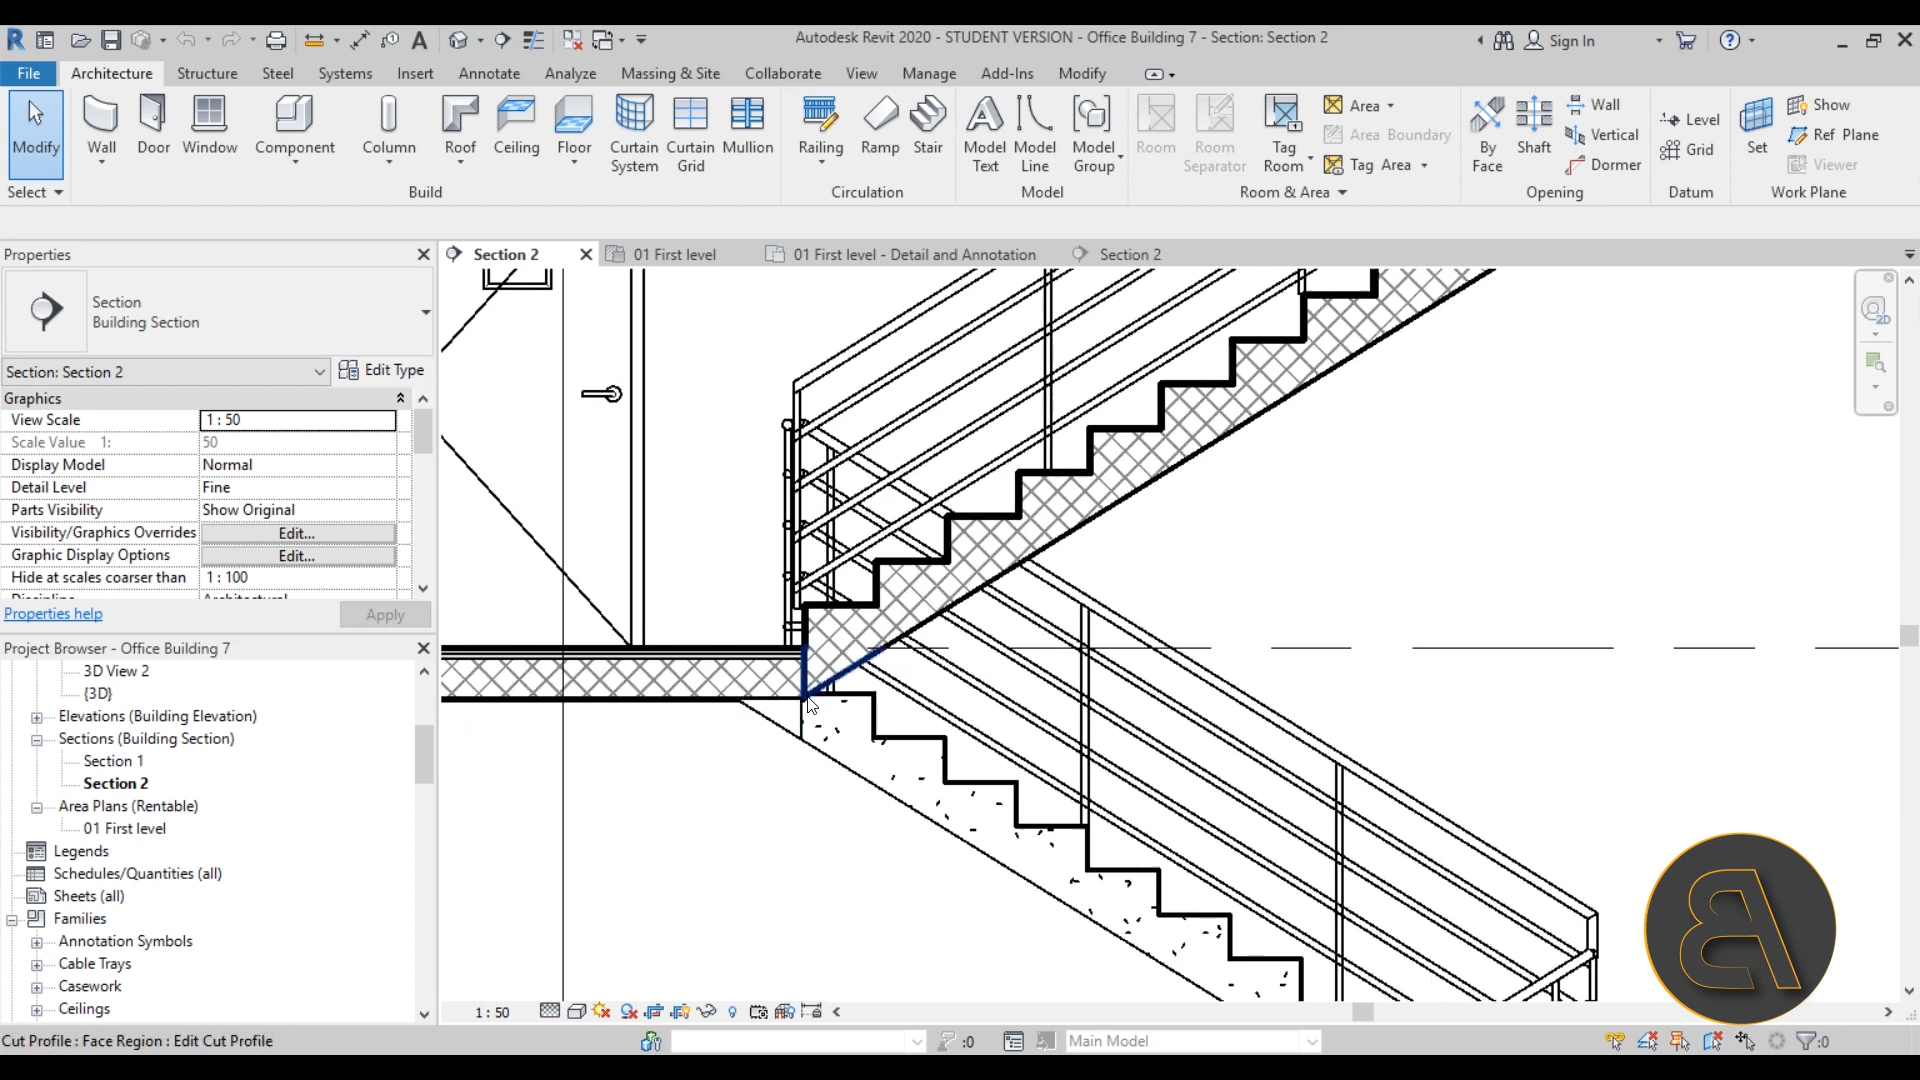 Autodesk Revit 2020 - STUDENT VERSION - Office Building 7 - Section: Section 2
Sign In
File Architecture Structure Steel Systems Insert Annotate Analyze Massing & Site Collaborate View Manage Add-Ins Modify
Modify
Wall
Door
Window
Component
Column
Roof
Ceiling
Floor
Curtain
System
Curtain
Grid
Mullion
Railing
Ramp
Stair
Model
Text
Model
Line
Model
Group
Room
Room
Separator
Tag
Room
Area
Area Boundary
Tag Area
By
Face
Shaft
Wall
Vertical
Dormer
Level
Grid
Set
Show
Ref Plane
Viewer
Select Build Circulation Model Room & Area Opening Datum Work Plane
Properties
Section
Building Section
Section: Section 2
Edit Type
Graphics
View Scale 1 : 50
Scale Value 1: 50
Display Model Normal
Detail Level Fine
Parts Visibility Show Original
Visibility/Graphics Overrides Edit...
Graphic Display Options Edit...
Hide at scales coarser than 1 : 100
Discipline Architectural
Properties help
Apply
Project Browser - Office Building 7
3D View 2
{3D}
Elevations (Building Elevation)
Sections (Building Section)
Section 1
Section 2
Area Plans (Rentable)
01 First level
Legends
Schedules/Quantities (all)
Sheets (all)
Families
Annotation Symbols
Cable Trays
Casework
Ceilings
Section 2
01 First level
01 First level - Detail and Annotation
Section 2
2D
1 : 50
Cut Profile : Face Region : Edit Cut Profile
:0
Main Model
:0